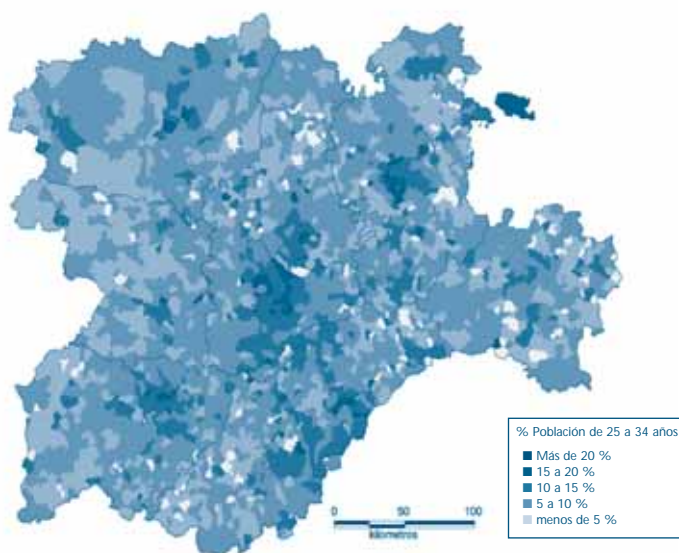 % Población de 25 a 34 años
Más de 20 %
15 a 20 %
10 a 15 %
5 a 10 %
menos de 5 %
0 50 100
kilómetros